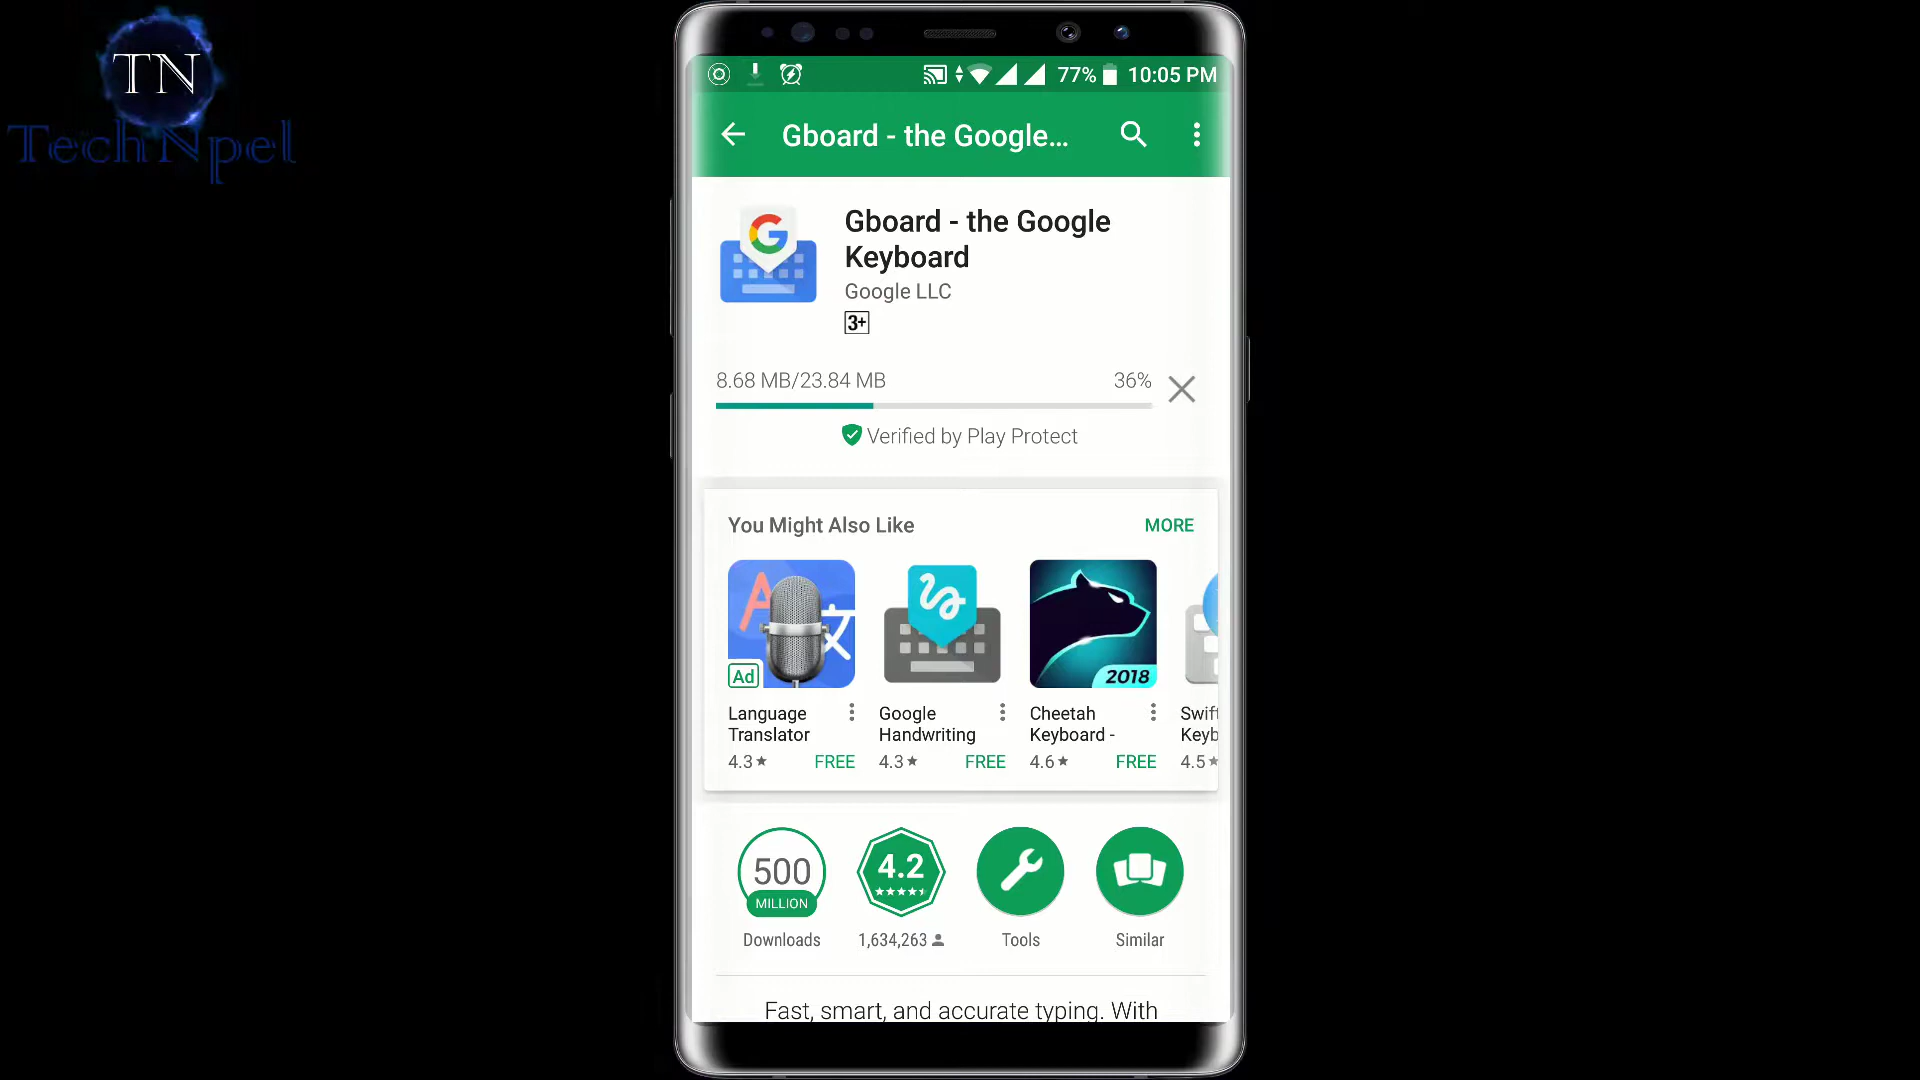 TN
TechNpel
77% 10:05 PM
Gboard - the Google...
Gboard - the Google
Keyboard
Google LLC
3+
8.68 MB/23.84 MB 36%
Verified by Play Protect
You Might Also Like MORE
Ad
2018
Language
Translator
4.3 FREE
Google
Handwriting
4.3 FREE
Cheetah
Keyboard -
4.6 FREE
Swift
Keyb
4.5
500
MILLION
Downloads
4.2
1,634,263
Tools
Similar
Fast, smart, and accurate typing. With